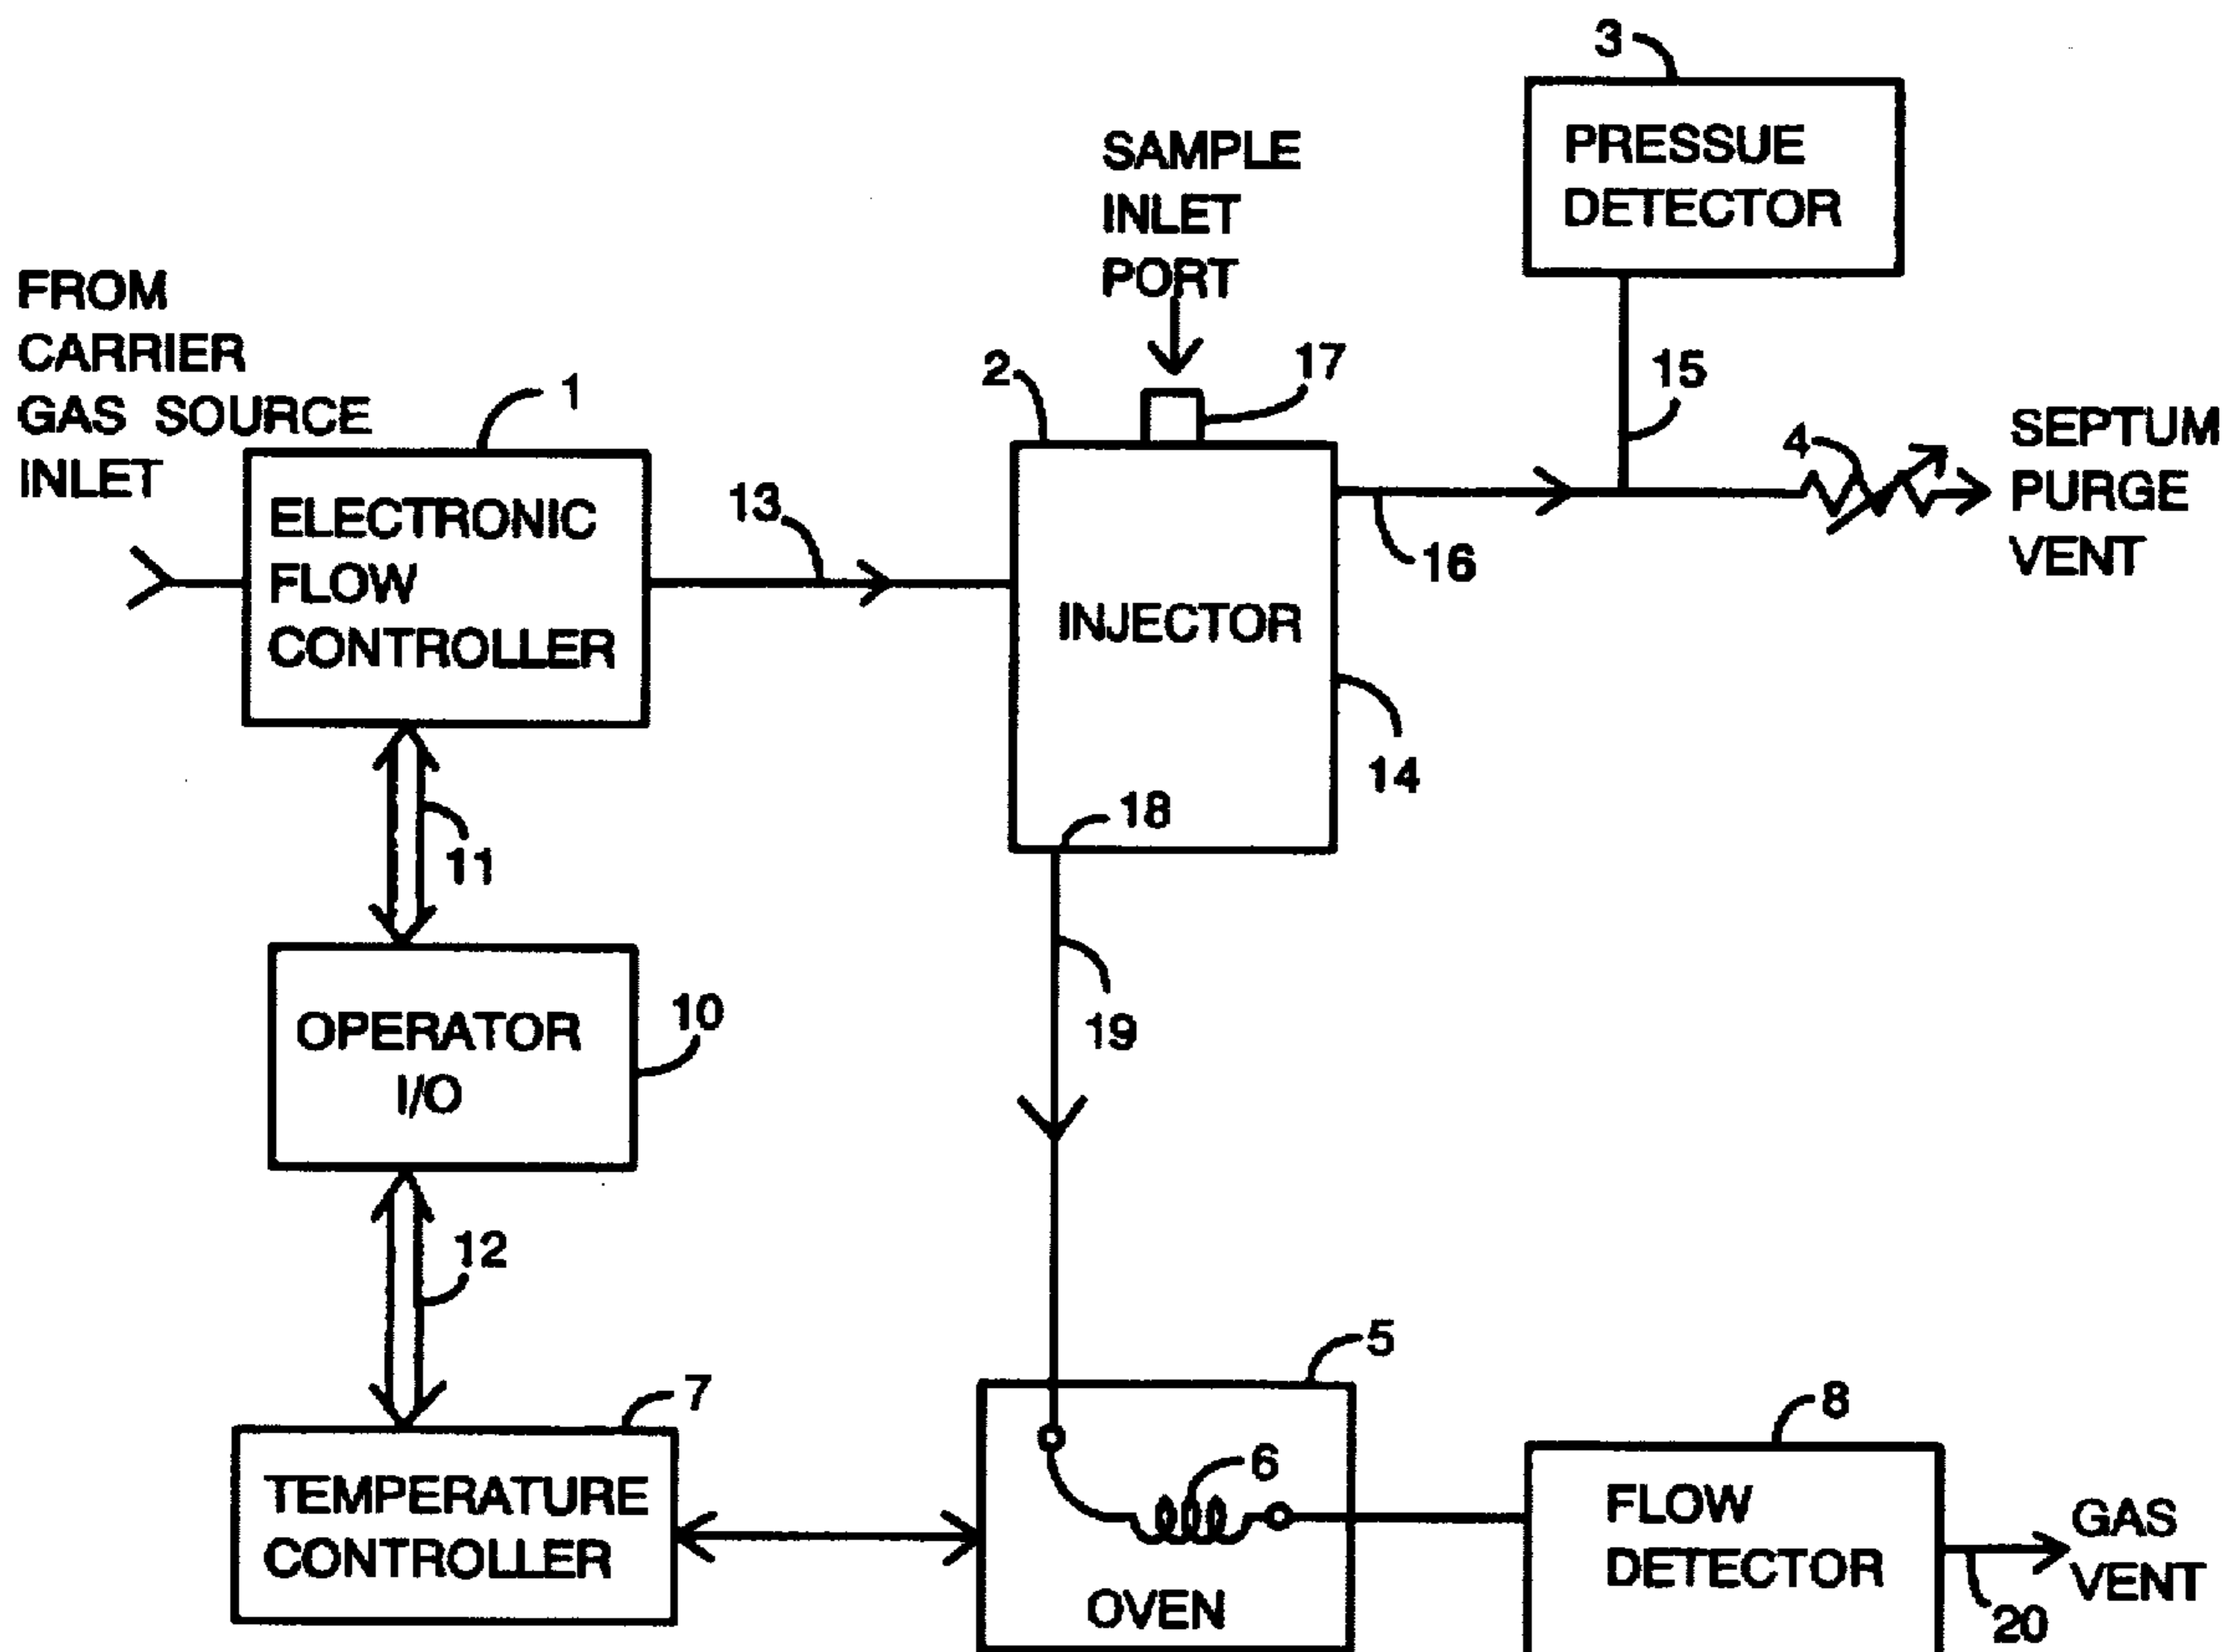 3
PRESSUE
DETECTOR
SAMPLE
INLET
PORT
FROM
CARRIER
GAS SOURCE
INLET
1
2
17
15
4
SEPTUM
PURGE
VENT
ELECTRONIC
FLOW
CONTROLLER
13
16
INJECTOR
14
18
11
19
OPERATOR
I/O
10
12
5
7
8
TEMPERATURE
CONTROLLER
6
OVEN
FLOW
DETECTOR
GAS
VENT
20